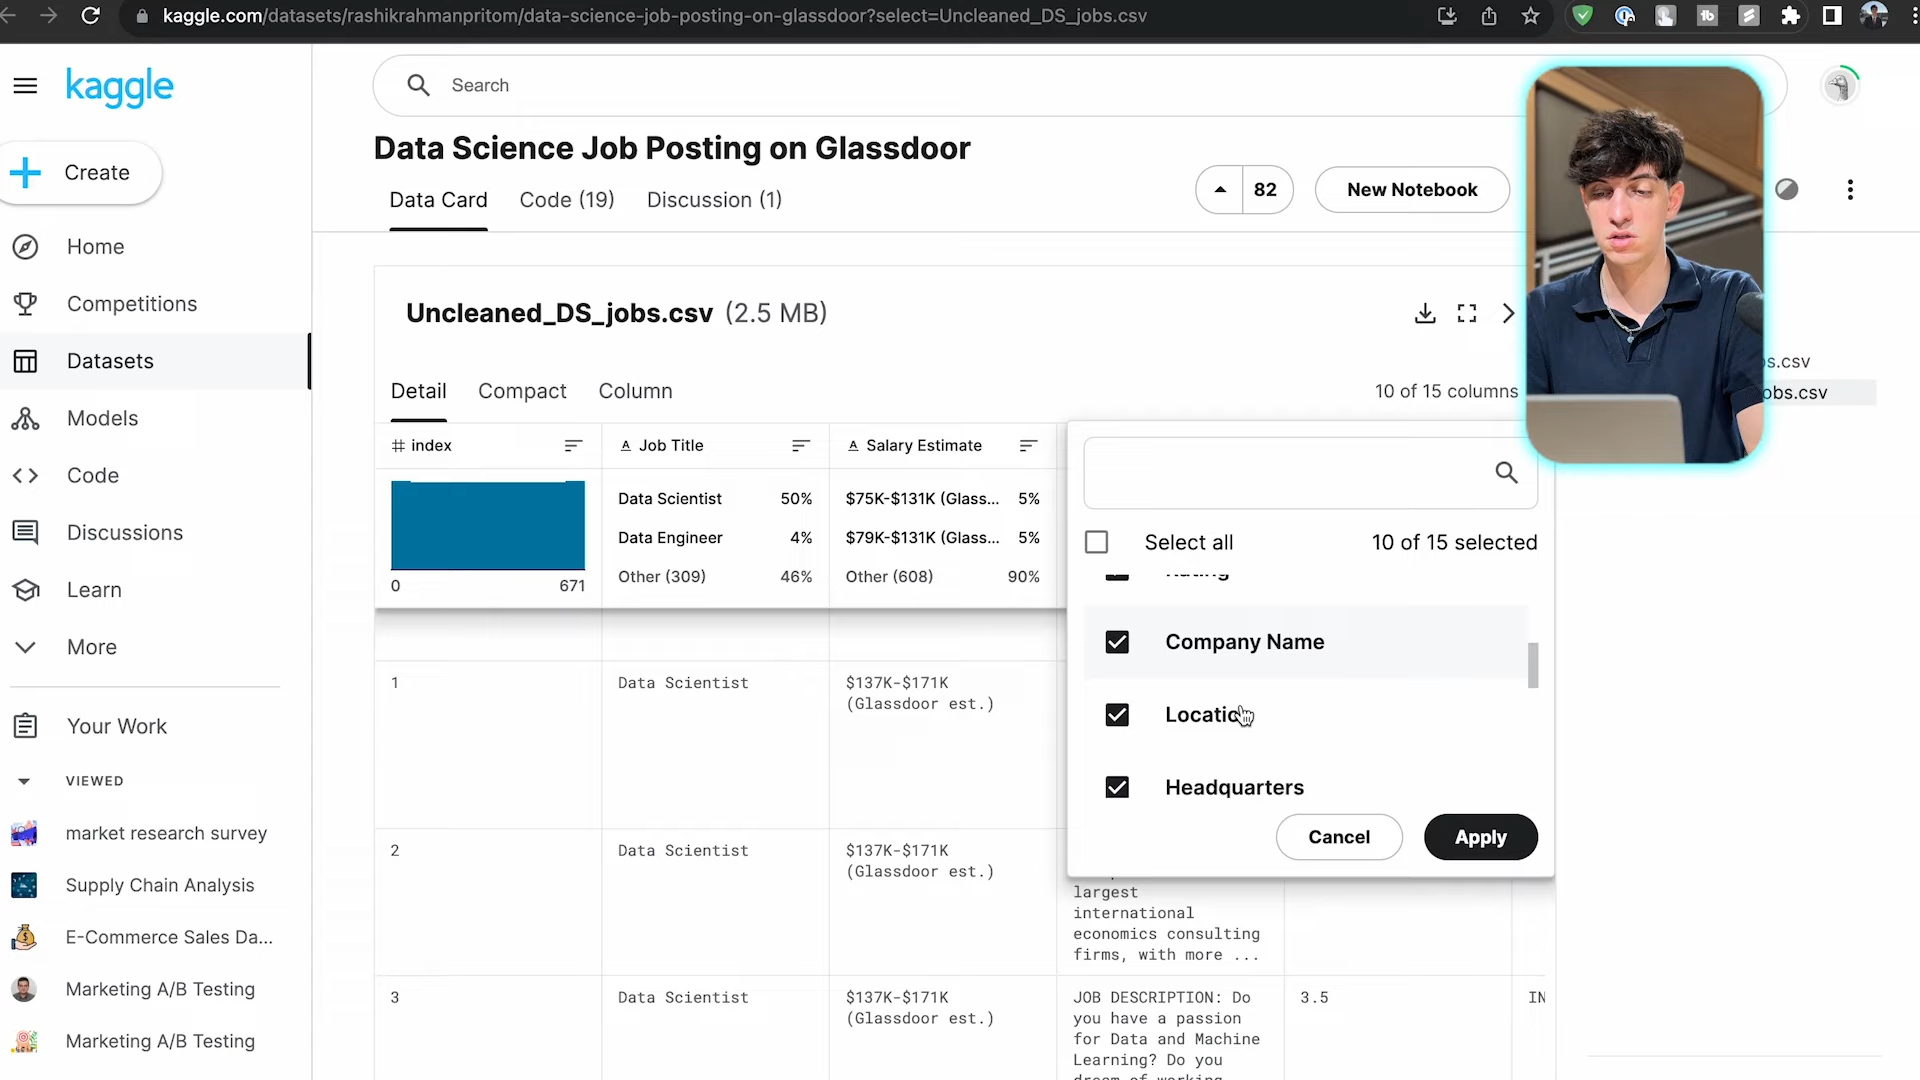 kaggle.com/datasets/rashikrahmanpritom/data-science-job-posting-on-glassdoor?select=Uncleaned_DS_jobs.csv
kaggle
Search
Create
Home
Competitions
Datasets
Models
Code
Discussions
Learn
More
Your Work
VIEWED
market research survey
Supply Chain Analysis
E-Commerce Sales Da...
Marketing A/B Testing
Marketing A/B Testing
Data Science Job Posting on Glassdoor
Data Card Code (19) Discussion (1)
82
New Notebook
Uncleaned_DS_jobs.csv (2.5 MB)
Detail Compact Column
10 of 15 columns
bs.csv
obs.csv
# index
A Job Title
A Salary Estimate
0 671
Data Scientist 50%
Data Engineer 4%
Other (309) 46%
$75K-$131K (Glass... 5%
$79K-$131K (Glass... 5%
Other (608) 90%
Select all 10 of 15 selected
Rating
Company Name
Location
Headquarters
Cancel Apply
1 Data Scientist $137K-$171K
(Glassdoor est.)
2 Data Scientist $137K-$171K
(Glassdoor est.)
largest
international
economics consulting
firms, with more ...
3 Data Scientist $137K-$171K
(Glassdoor est.)
JOB DESCRIPTION: Do
you have a passion
for Data and Machine
Learning? Do you
dream of working
3.5
IN